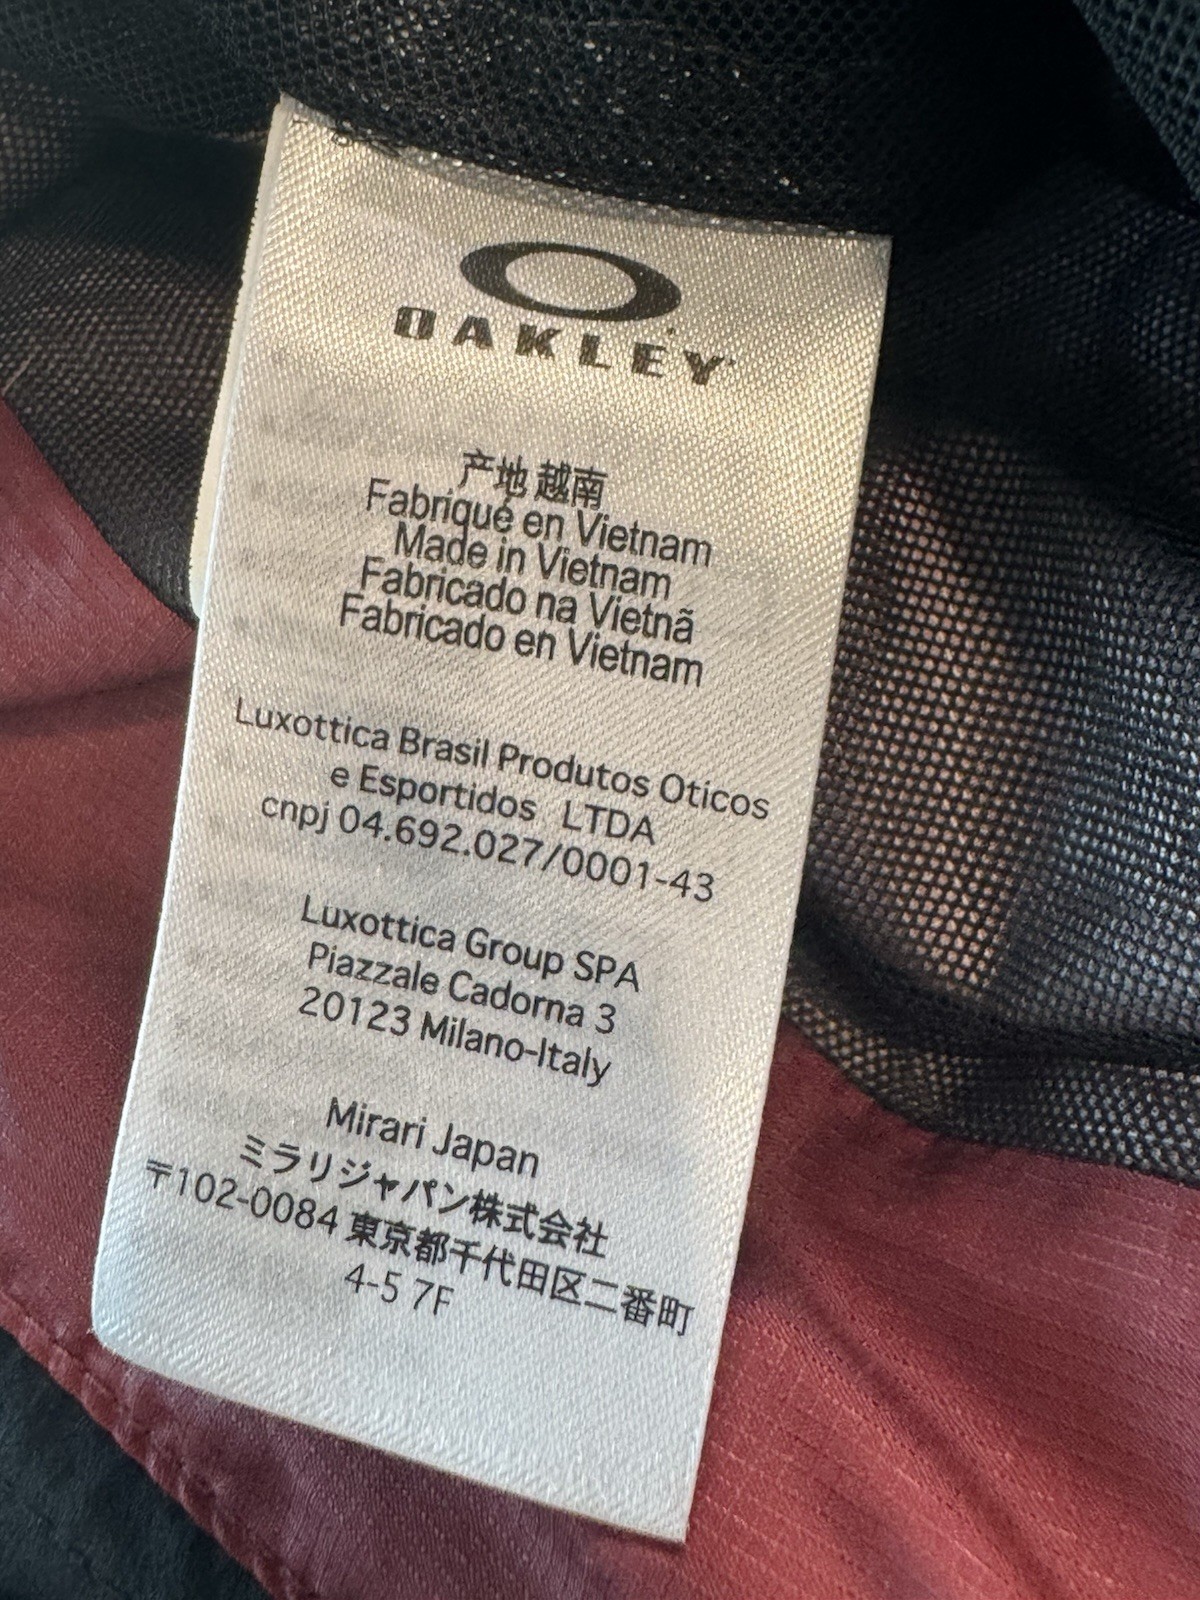 OAKLEY
产地 越南
Fabriqué en Vietnam
Made in Vietnam
Fabricado na Vietnã
Fabricado en Vietnam
Luxottica Brasil Produtos Oticos
e Esportidos LTDA
cnpj 04.692.027/0001-43
Luxottica Group SPA
Piazzale Cadorna 3
20123 Milano-Italy
Mirari Japan
ミラリジャパン株式会社
〒102-0084 東京都千代田区二番町
4-5 7F